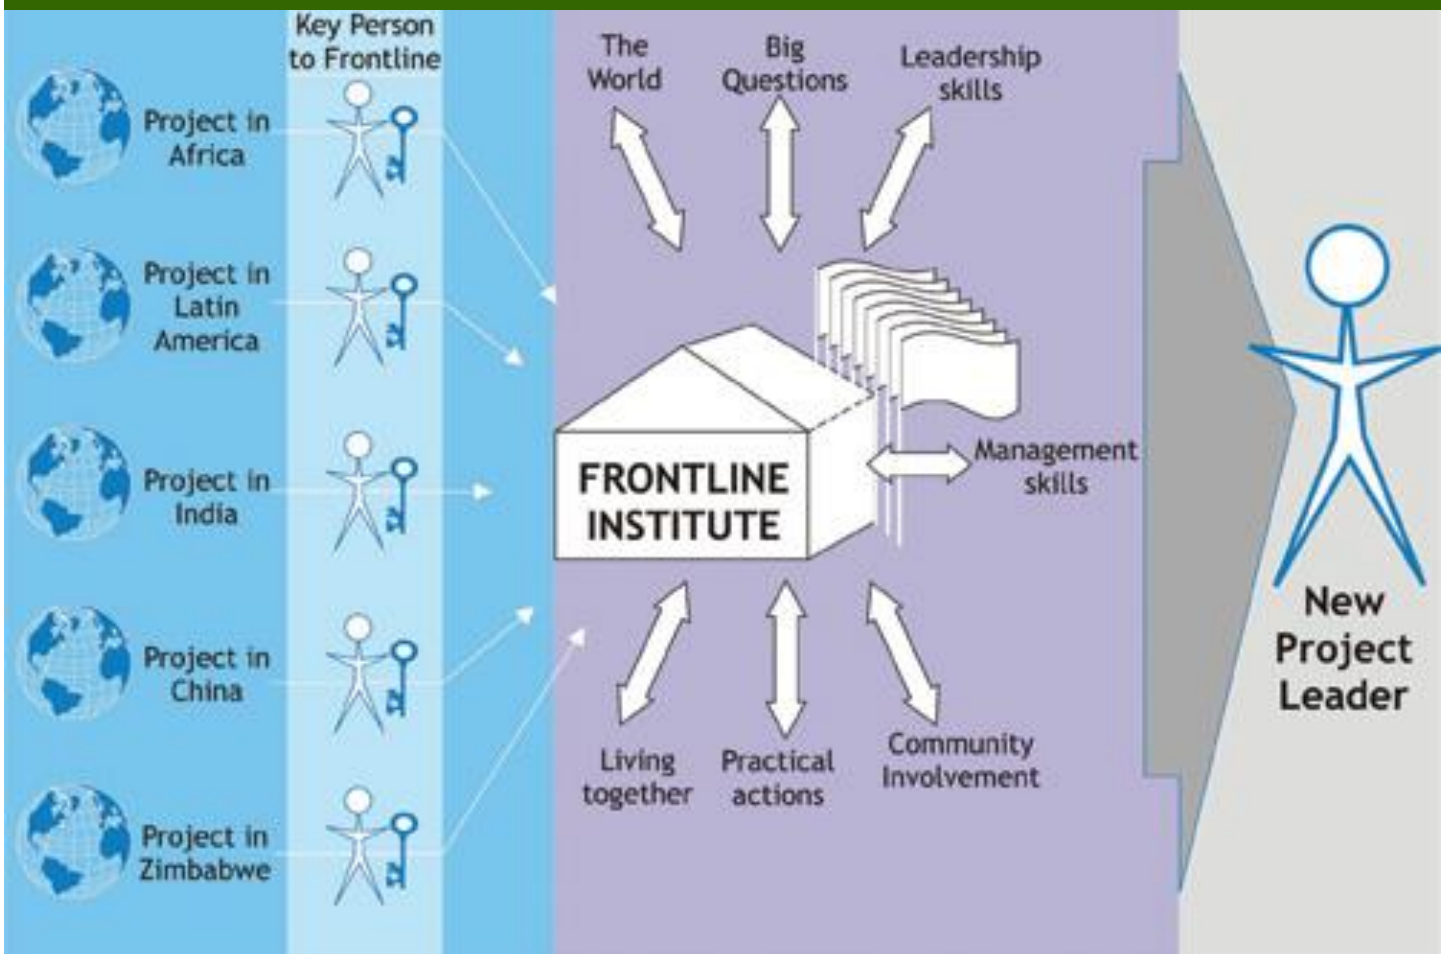 Key Person
to Frontline
Project in
Africa
Project in
Latin
America
Project in
India
Project in
China
Project in
Zimbabwe
The
World
Big
Questions
Leadership
skills
FRONTLINE
INSTITUTE
Management
skills
Living
together
Practical
actions
Community
Involvement
New
Project
Leader